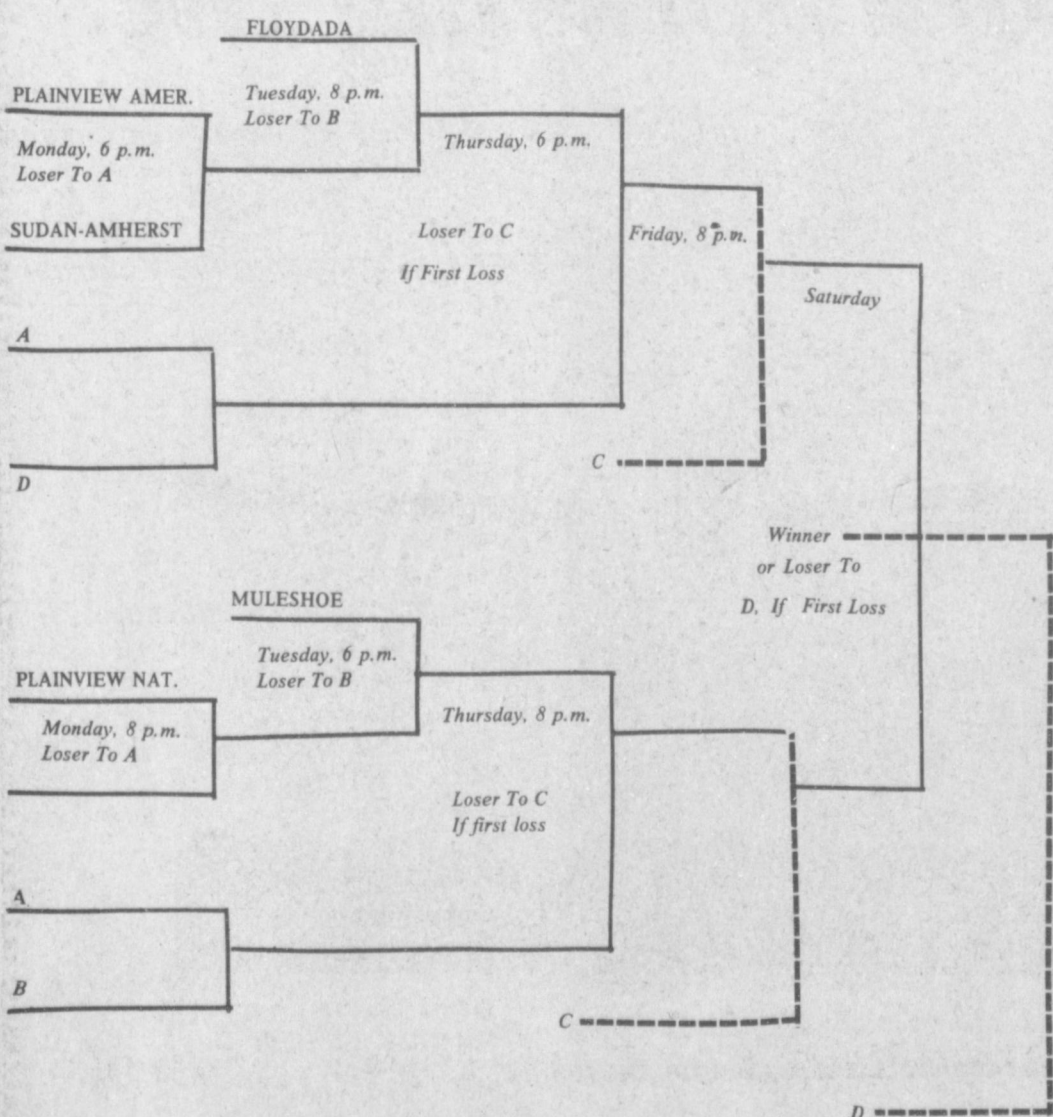 FLOYDADA
PLAINVIEW AMER.
Tuesday, 8 p.m.
Loser To B
Monday, 6 p.m.
Loser To A
Thursday, 6 p.m.
SUDAN-AMHERST
Loser To C
If First Loss
Friday, 8 p.m.
Saturday
A
D
C
Winner
or Loser To
D, If First Loss
MULESHOE
Tuesday, 6 p.m.
Loser To B
PLAINVIEW NAT.
Monday, 8 p.m.
Loser To A
Thursday, 8 p.m.
Loser To C
If first loss
A
B
C
D